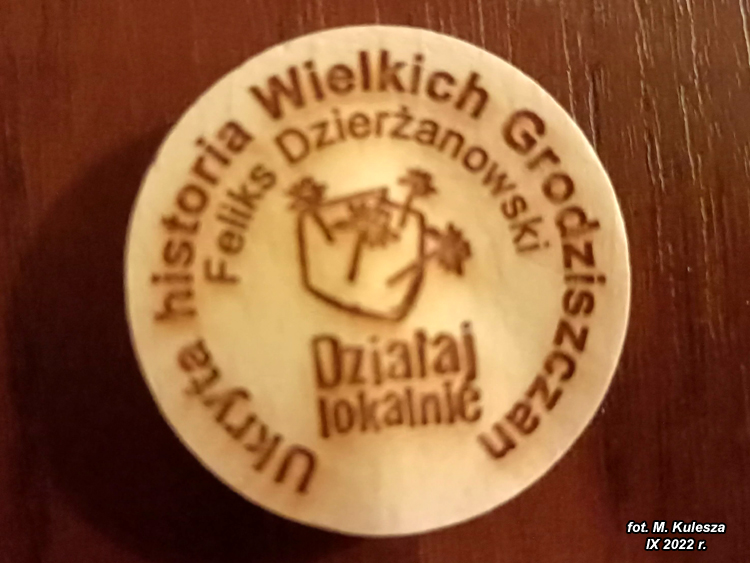 Ukryta historia Wielkich Grodziszczan
Feliks Dzierżanowski
Działaj
lokalnie
fot. M. Kulesza
IX 2022 r.